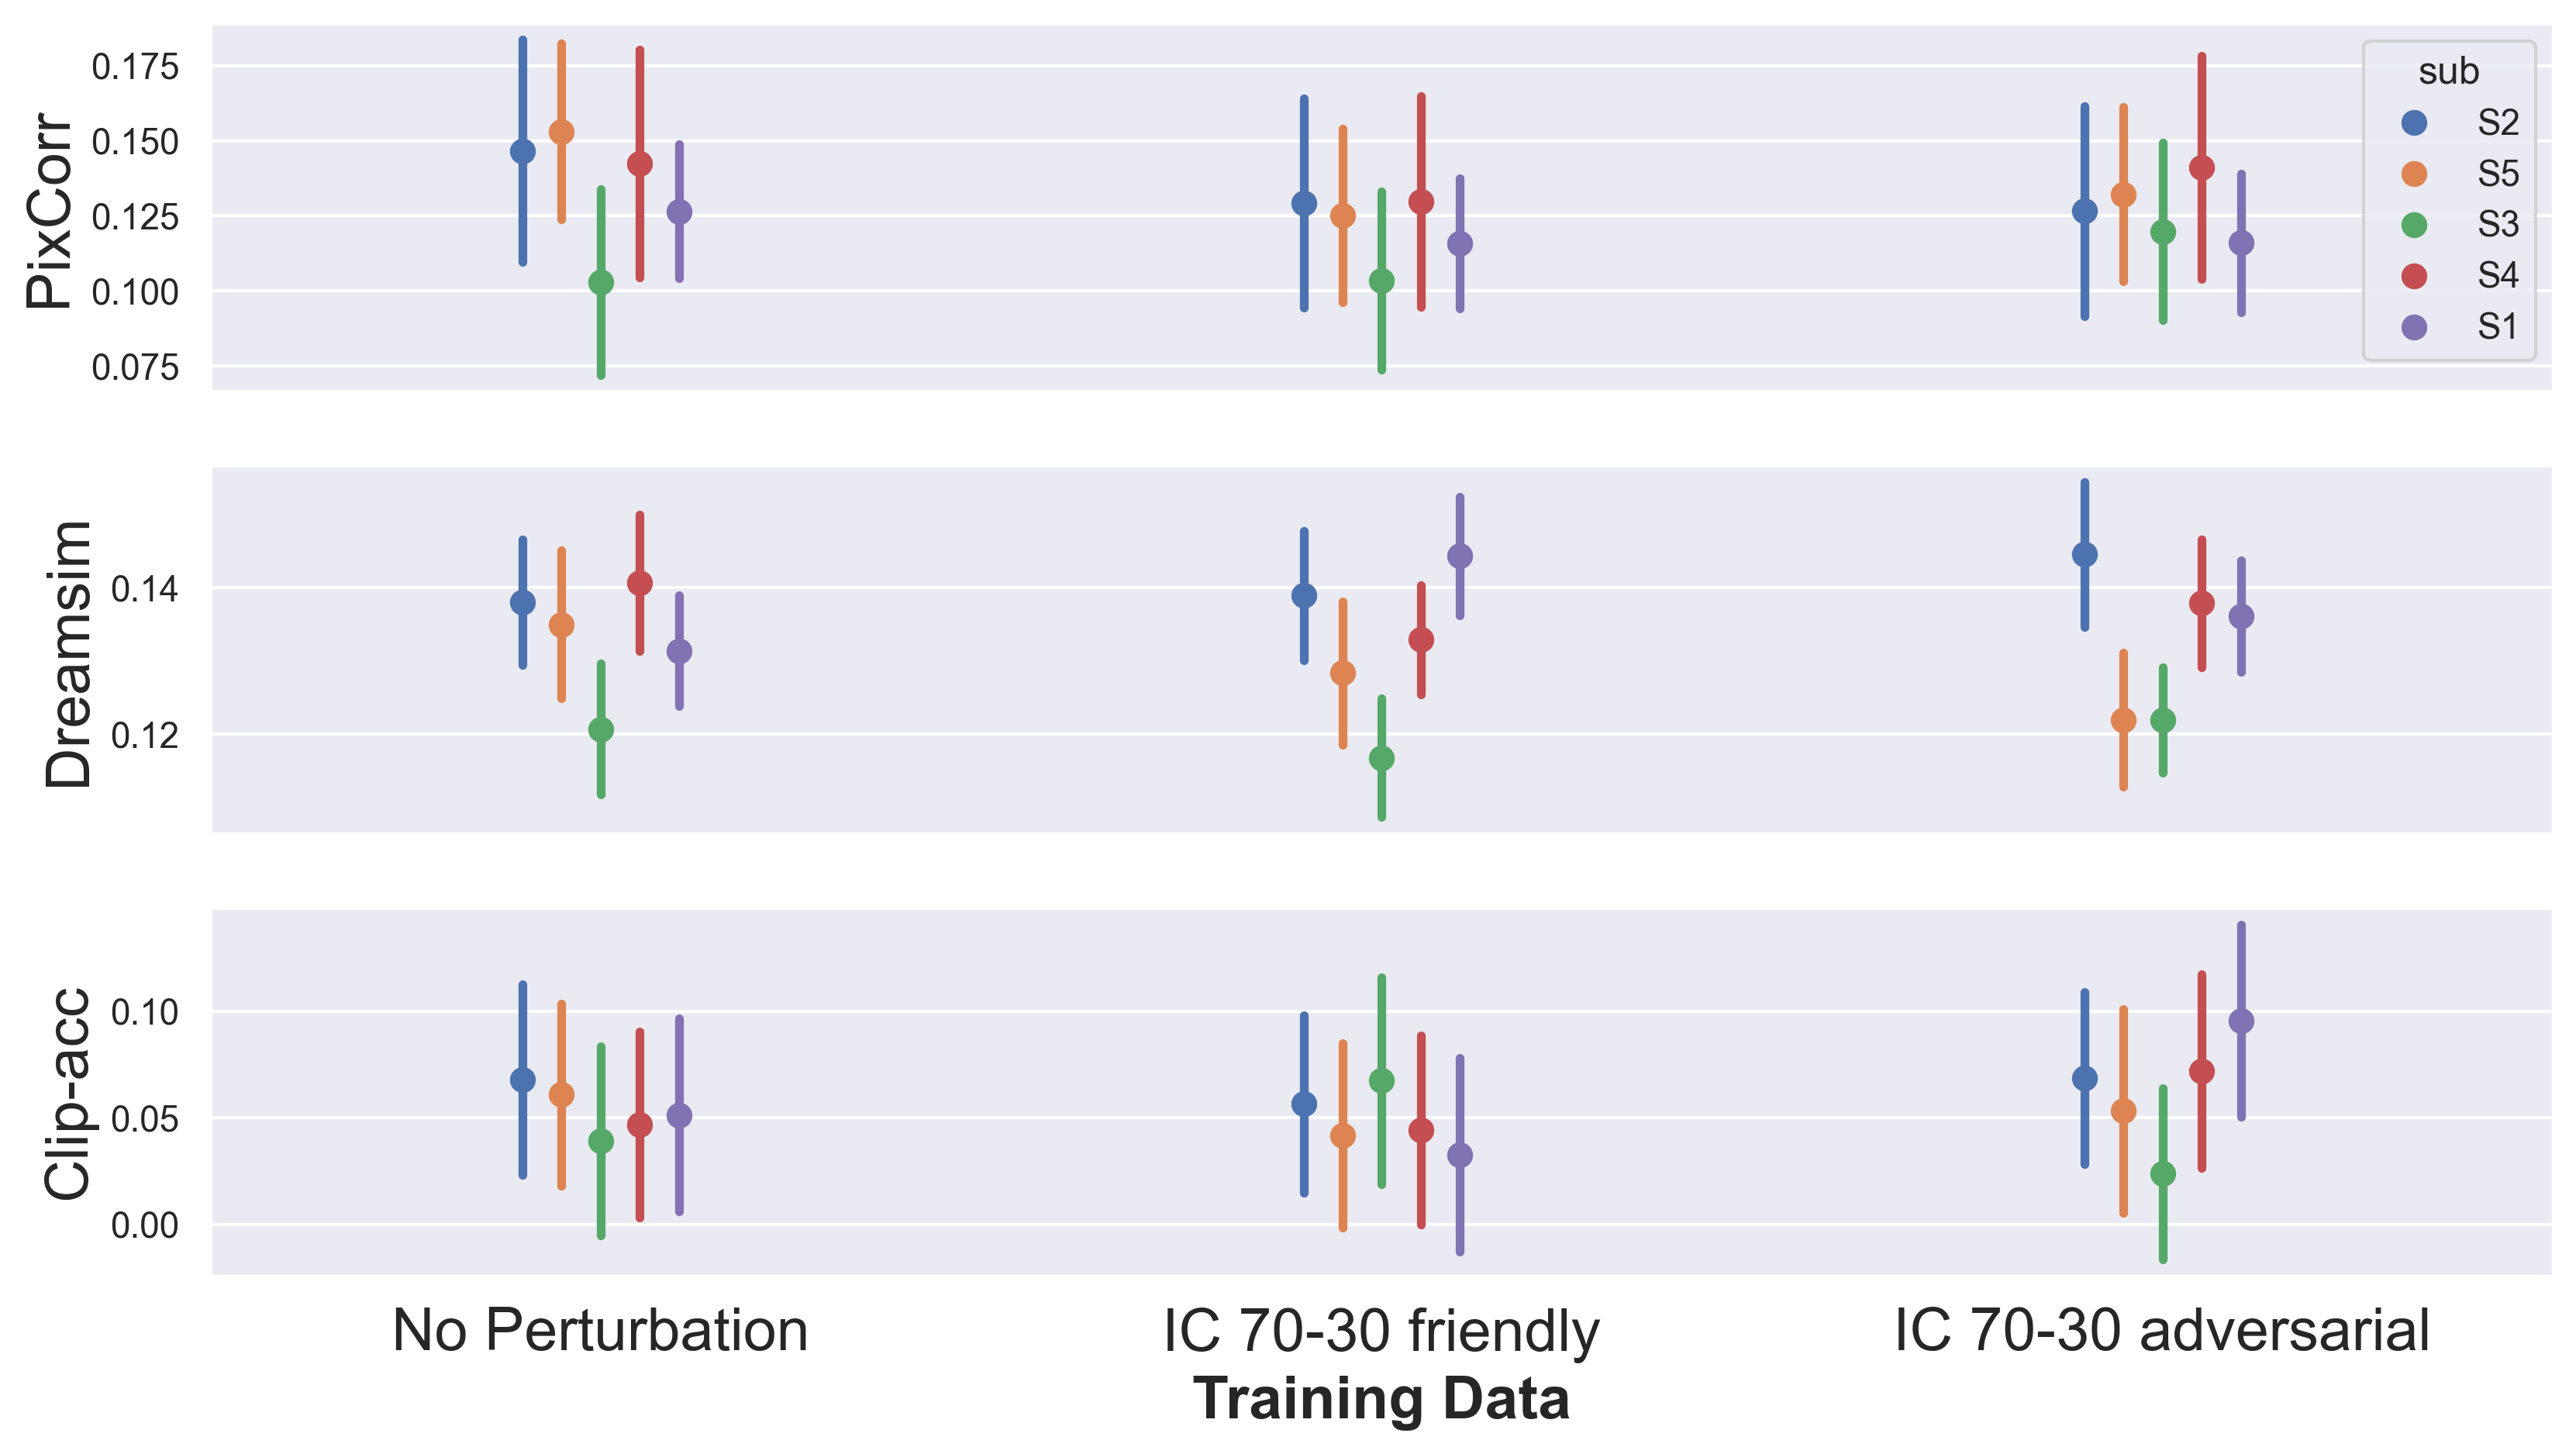 PixCorr
0.175
0.150
0.125
0.100
0.075
sub
S2
S5
S3
S4
S1
Dreamsim
0.14
0.12
Clip-acc
0.10
0.05
0.00
No Perturbation
IC 70-30 friendly
IC 70-30 adversarial
Training Data